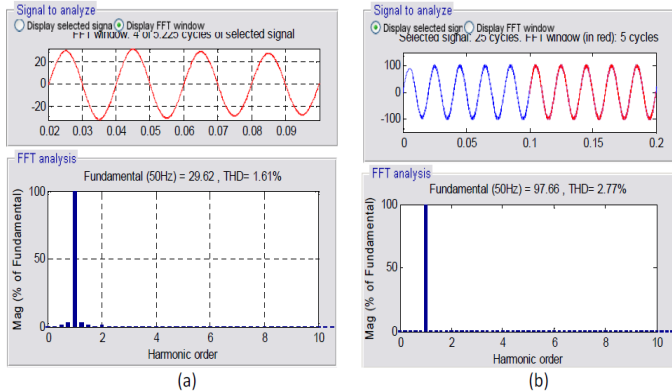 Signal to analyze
Display selected signal Display FFT window
FFT window: 4 of 5.225 cycles of selected signal
20
0
-20
0.02 0.03 0.04 0.05 0.06 0.07 0.08 0.09
FFT analysis
Fundamental (50Hz) = 29.62 , THD= 1.61%
Mag (% of Fundamental)
100
50
0
0 2 4 6 8 10
Harmonic order
(a)
Signal to analyze
Display selected signal Display FFT window
Selected signal: 25 cycles. FFT window (in red): 5 cycles
100
0
-100
0 0.05 0.1 0.15 0.2
FFT analysis
Fundamental (50Hz) = 97.66 , THD= 2.77%
Mag (% of Fundamental)
100
50
0
0 2 4 6 8 10
Harmonic order
(b)